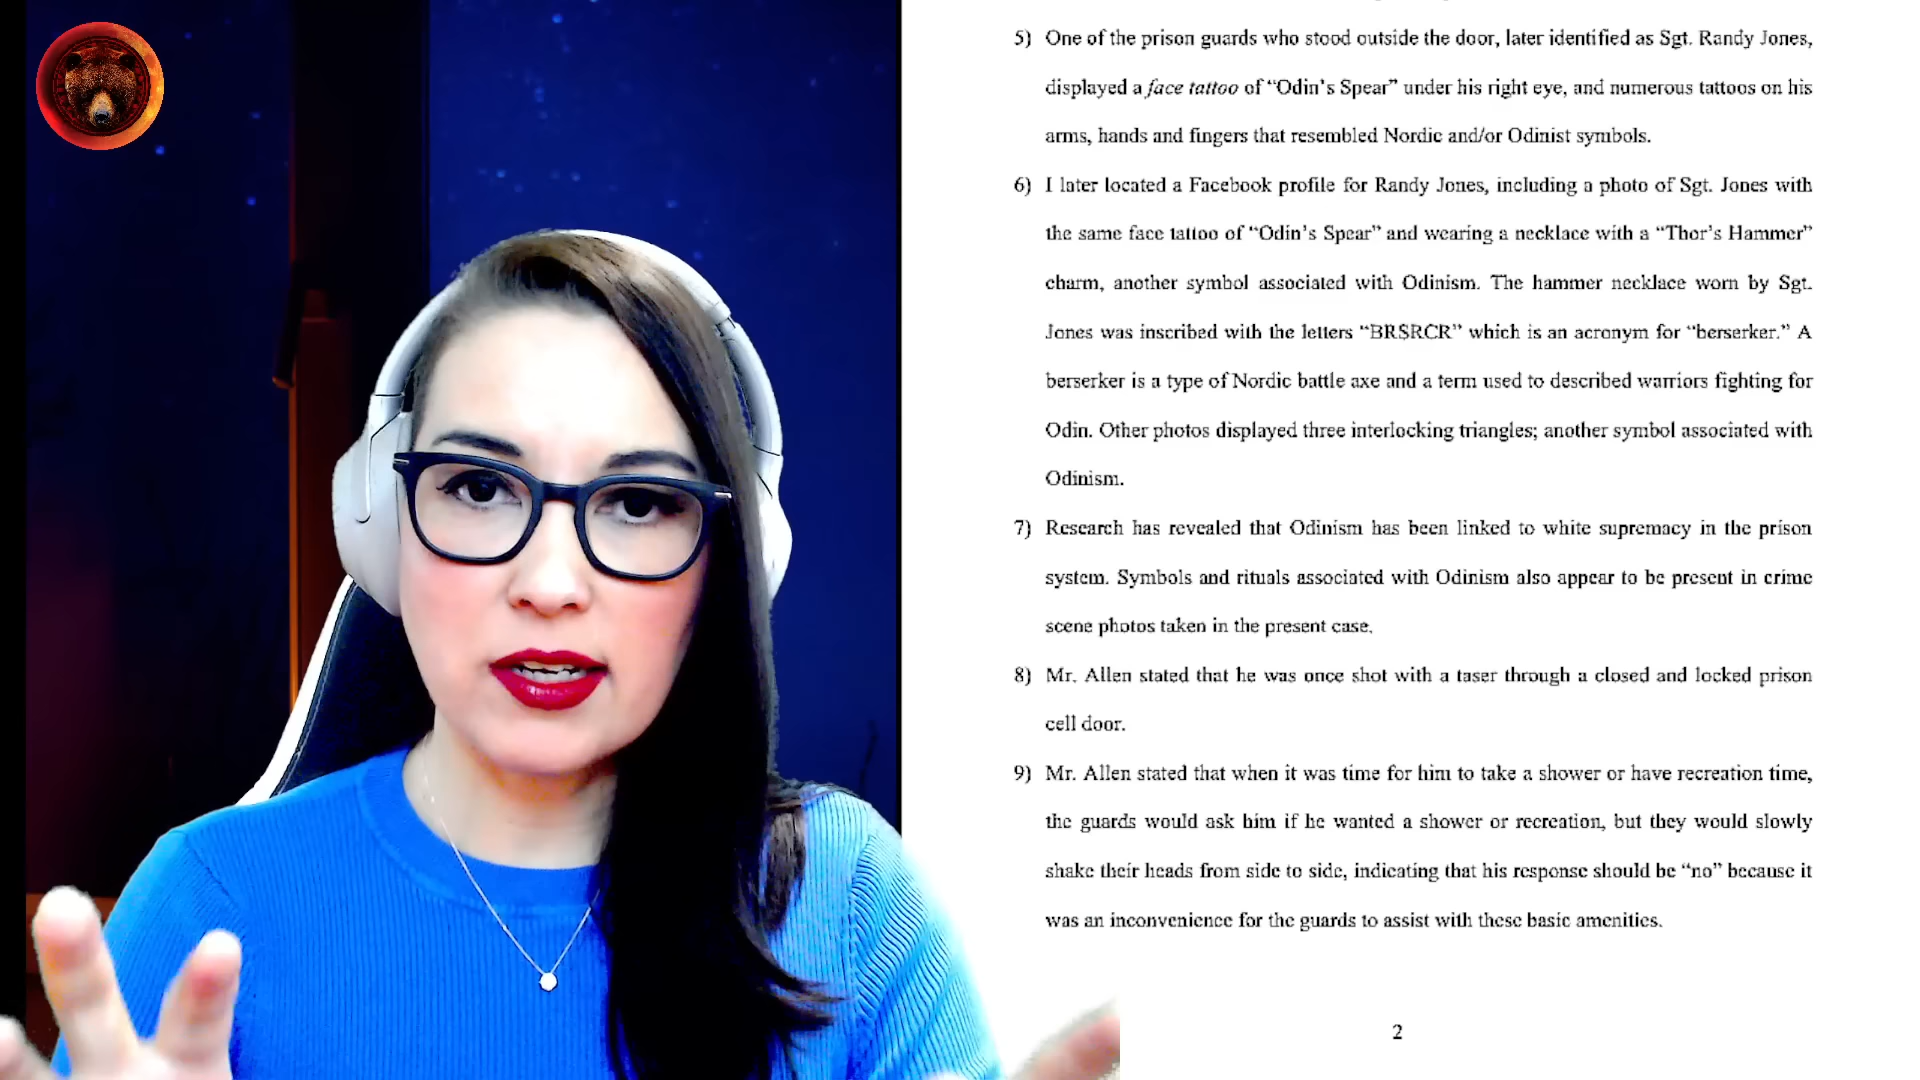 5) One of the prison guards who stood outside the door, later identified as Sgt. Randy Jones,
displayed a face tattoo of “Odin’s Spear” under his right eye, and numerous tattoos on his
arms, hands and fingers that resembled Nordic and/or Odinist symbols.
6) I later located a Facebook profile for Randy Jones, including a photo of Sgt. Jones with
the same face tattoo of “Odin’s Spear” and wearing a necklace with a “Thor’s Hammer”
charm, another symbol associated with Odinism. The hammer necklace worn by Sgt.
Jones was inscribed with the letters “BRSRCR” which is an acronym for “berserker.” A
berserker is a type of Nordic battle axe and a term used to described warriors fighting for
Odin. Other photos displayed three interlocking triangles; another symbol associated with
Odinism.
7) Research has revealed that Odinism has been linked to white supremacy in the prison
system. Symbols and rituals associated with Odinism also appear to be present in crime
scene photos taken in the present case.
8) Mr. Allen stated that he was once shot with a taser through a closed and locked prison
cell door.
9) Mr. Allen stated that when it was time for him to take a shower or have recreation time,
the guards would ask him if he wanted a shower or recreation, but they would slowly
shake their heads from side to side, indicating that his response should be “no” because it
was an inconvenience for the guards to assist with these basic amenities.
2